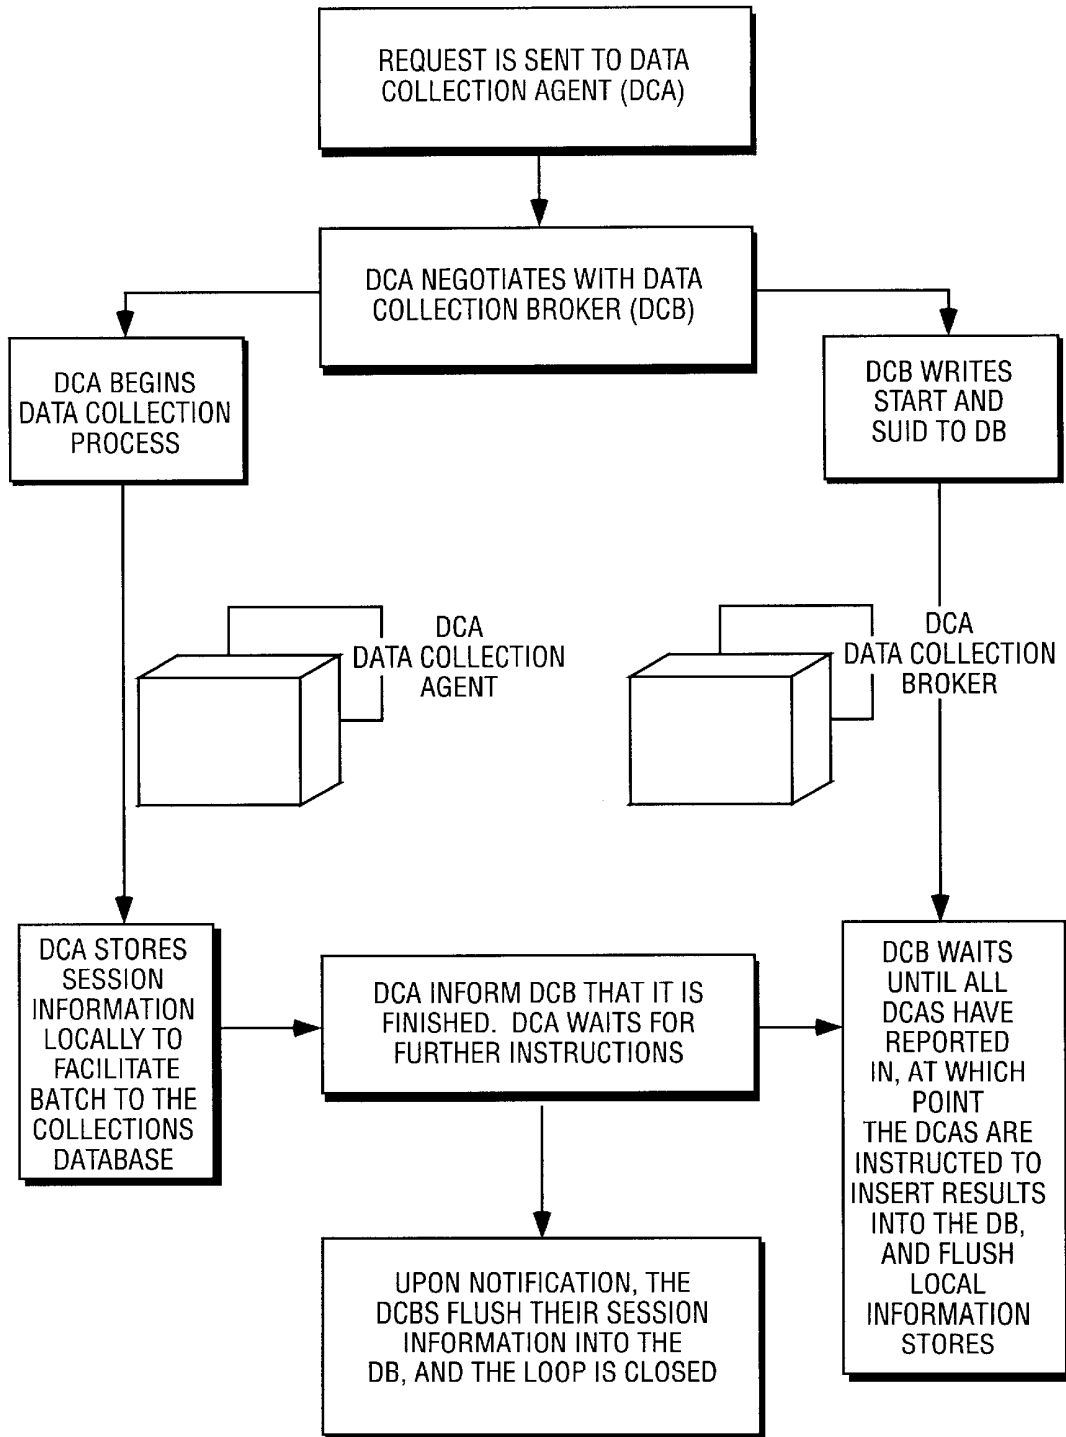 REQUEST IS SENT TO DATA
COLLECTION AGENT (DCA)
DCA NEGOTIATES WITH DATA
COLLECTION BROKER (DCB)
DCA BEGINS
DATA COLLECTION
PROCESS
DCB WRITES
START AND
SUID TO DB
DCA
DATA COLLECTION
AGENT
DCA
DATA COLLECTION
BROKER
DCA STORES
SESSION
INFORMATION
LOCALLY TO
FACILITATE
BATCH TO THE
COLLECTIONS
DATABASE
DCA INFORM DCB THAT IT IS
FINISHED. DCA WAITS FOR
FURTHER INSTRUCTIONS
DCB WAITS
UNTIL ALL
DCAS HAVE
REPORTED
IN, AT WHICH
POINT
THE DCAS ARE
INSTRUCTED TO
INSERT RESULTS
INTO THE DB,
AND FLUSH
LOCAL
INFORMATION
STORES
UPON NOTIFICATION, THE
DCBS FLUSH THEIR SESSION
INFORMATION INTO THE
DB, AND THE LOOP IS CLOSED